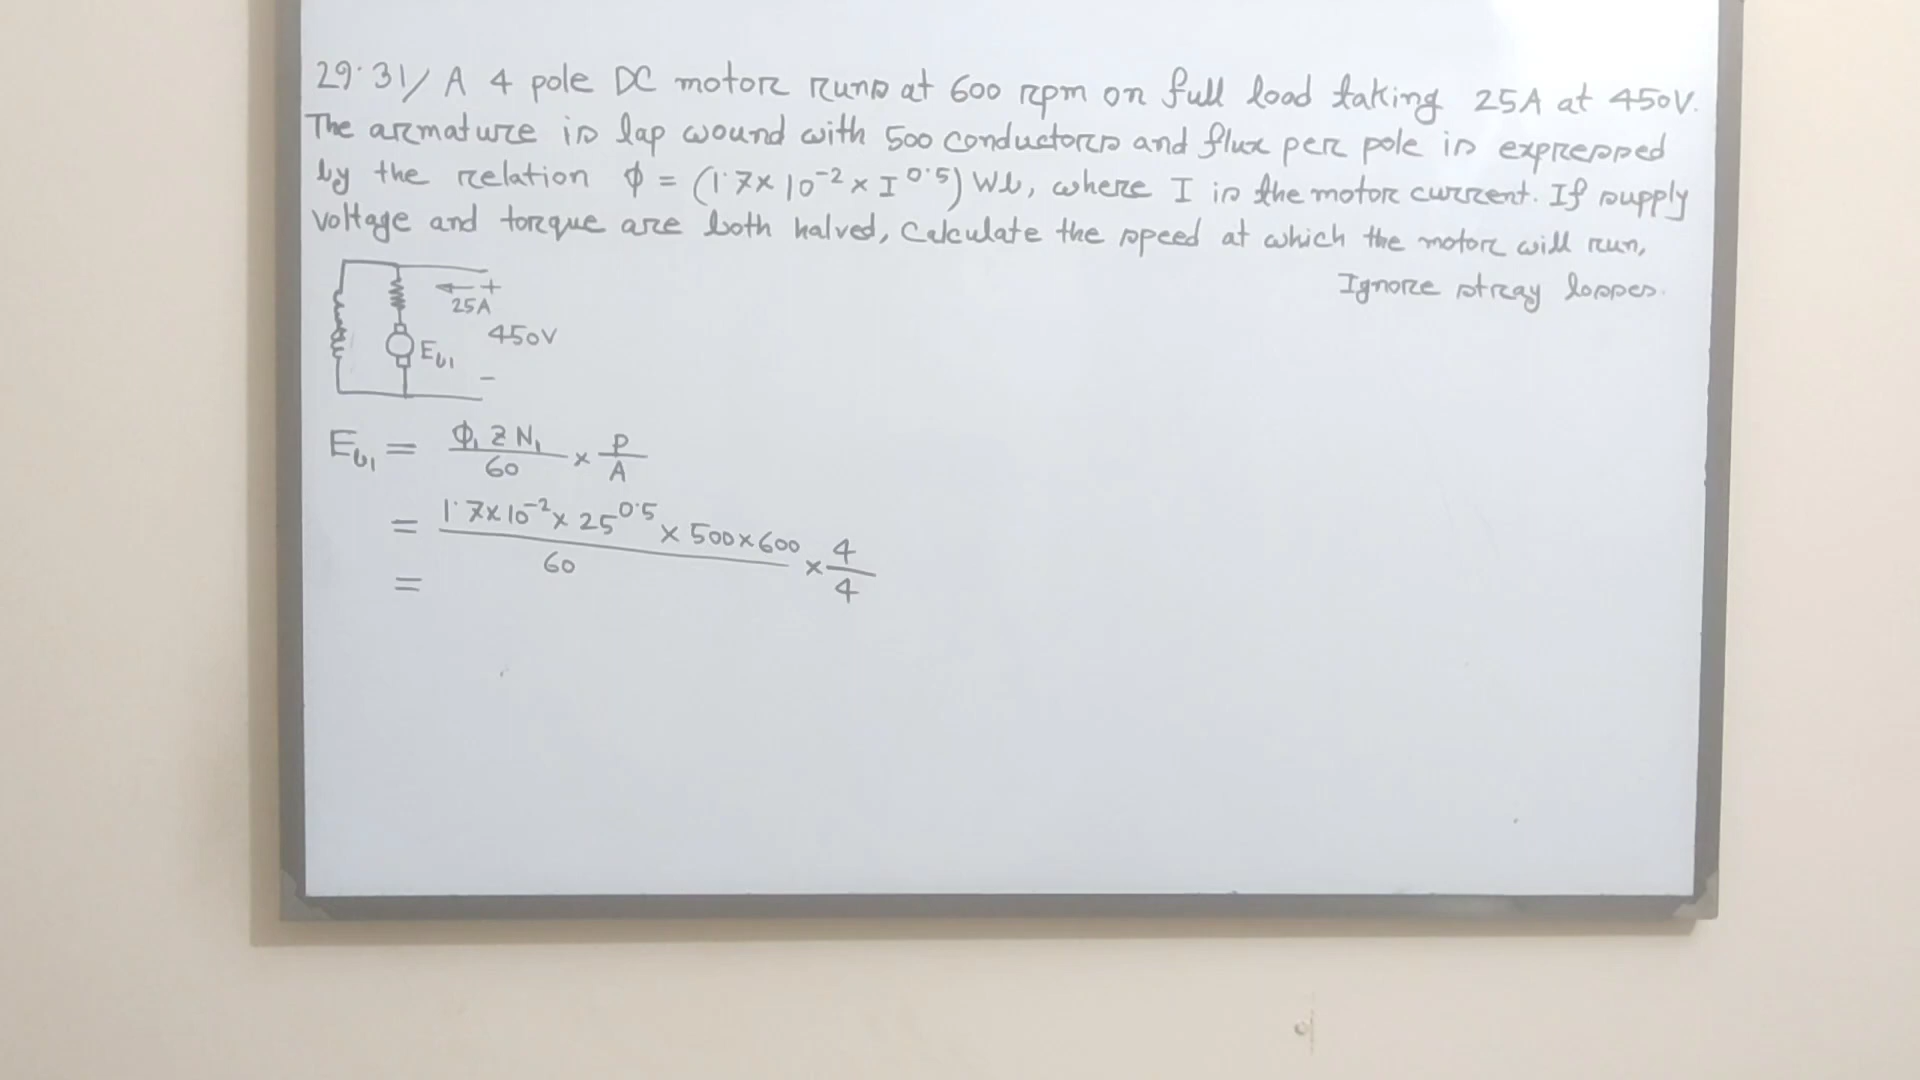 29.31/ A 4 pole DC motor runs at 600 rpm on full load taking 25A at 450V.
The armature is lap wound with 500 conductors and flux per pole is expressed
by the relation ϕ = (1.7×10⁻² × I^0.5) Wb, where I is the motor current. If supply
voltage and torque are both halved, Calculate the speed at which the motor will run,
Ignore stray losses.
+
25A
450V
Eb1
−
Eb1 = ϕ1 Z N1 / 60 × P / A
= 1.7×10⁻² × 25^0.5 × 500×600 / 60 × 4 / 4
=